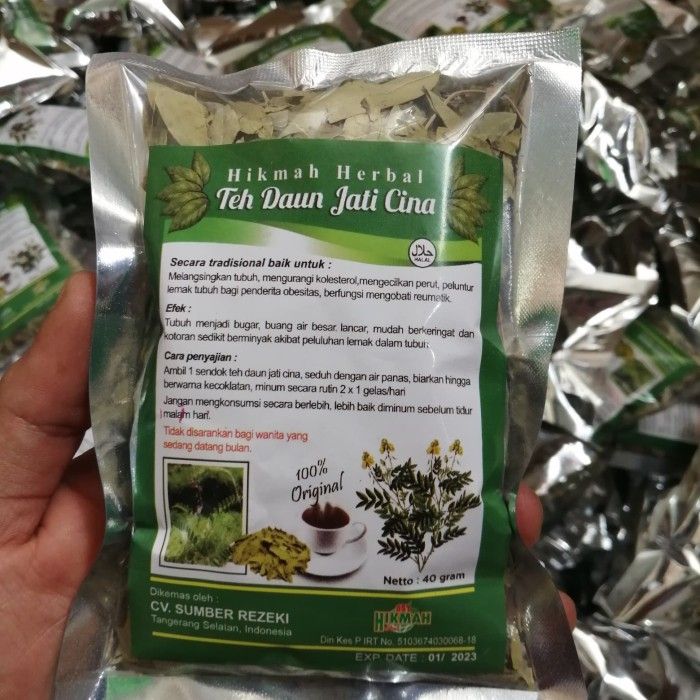 Hikmah Herbal
Teh Daun Jati Cina
حلال
HALAL
Secara tradisional baik untuk :
Melangsingkan tubuh, mengurangi kolesterol,mengecilkan perut, peluntur
lemak tubuh bagi penderita obesitas, berfungsi mengobati reumatik.
Efek :
Tubuh menjadi bugar, buang air besar lancar, mudah berkeringat dan
kotoran sedikit berminyak akibat peluluhan lemak dalam tubuh.
Cara penyajian :
Ambil 1 sendok teh daun jati cina, seduh dengan air panas, biarkan hingga
berwarna kecoklatan, minum secara rutin 2 x 1 gelas/hari
Jangan mengkonsumsi secara berlebih, lebih baik diminum sebelum tidur
malam hari.
Tidak disarankan bagi wanita yang
sedang datang bulan.
100%
Original
Netto : 40 gram
Dikemas oleh :
CV. SUMBER REZEKI
Tangerang Selatan, Indonesia
HIKMAH
Din Kes P IRT No. 5103674030068-18
EXP DATE : 01/ 2023